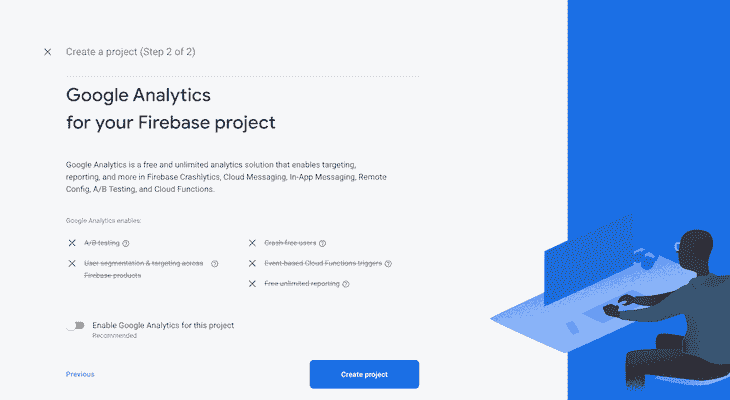 Create a project (Step 2 of 2)
Google Analytics
for your Firebase project
Google Analytics is a free and unlimited analytics solution that enables targeting,
reporting, and more in Firebase Crashlytics, Cloud Messaging, In-App Messaging, Remote
Config, A/B Testing, and Cloud Functions.
Google Analytics enables:
A/B testing
Crash-free users
User segmentation & targeting across
Firebase products
Event-based Cloud Functions triggers
Free unlimited reporting
Enable Google Analytics for this project
Recommended
Previous
Create project